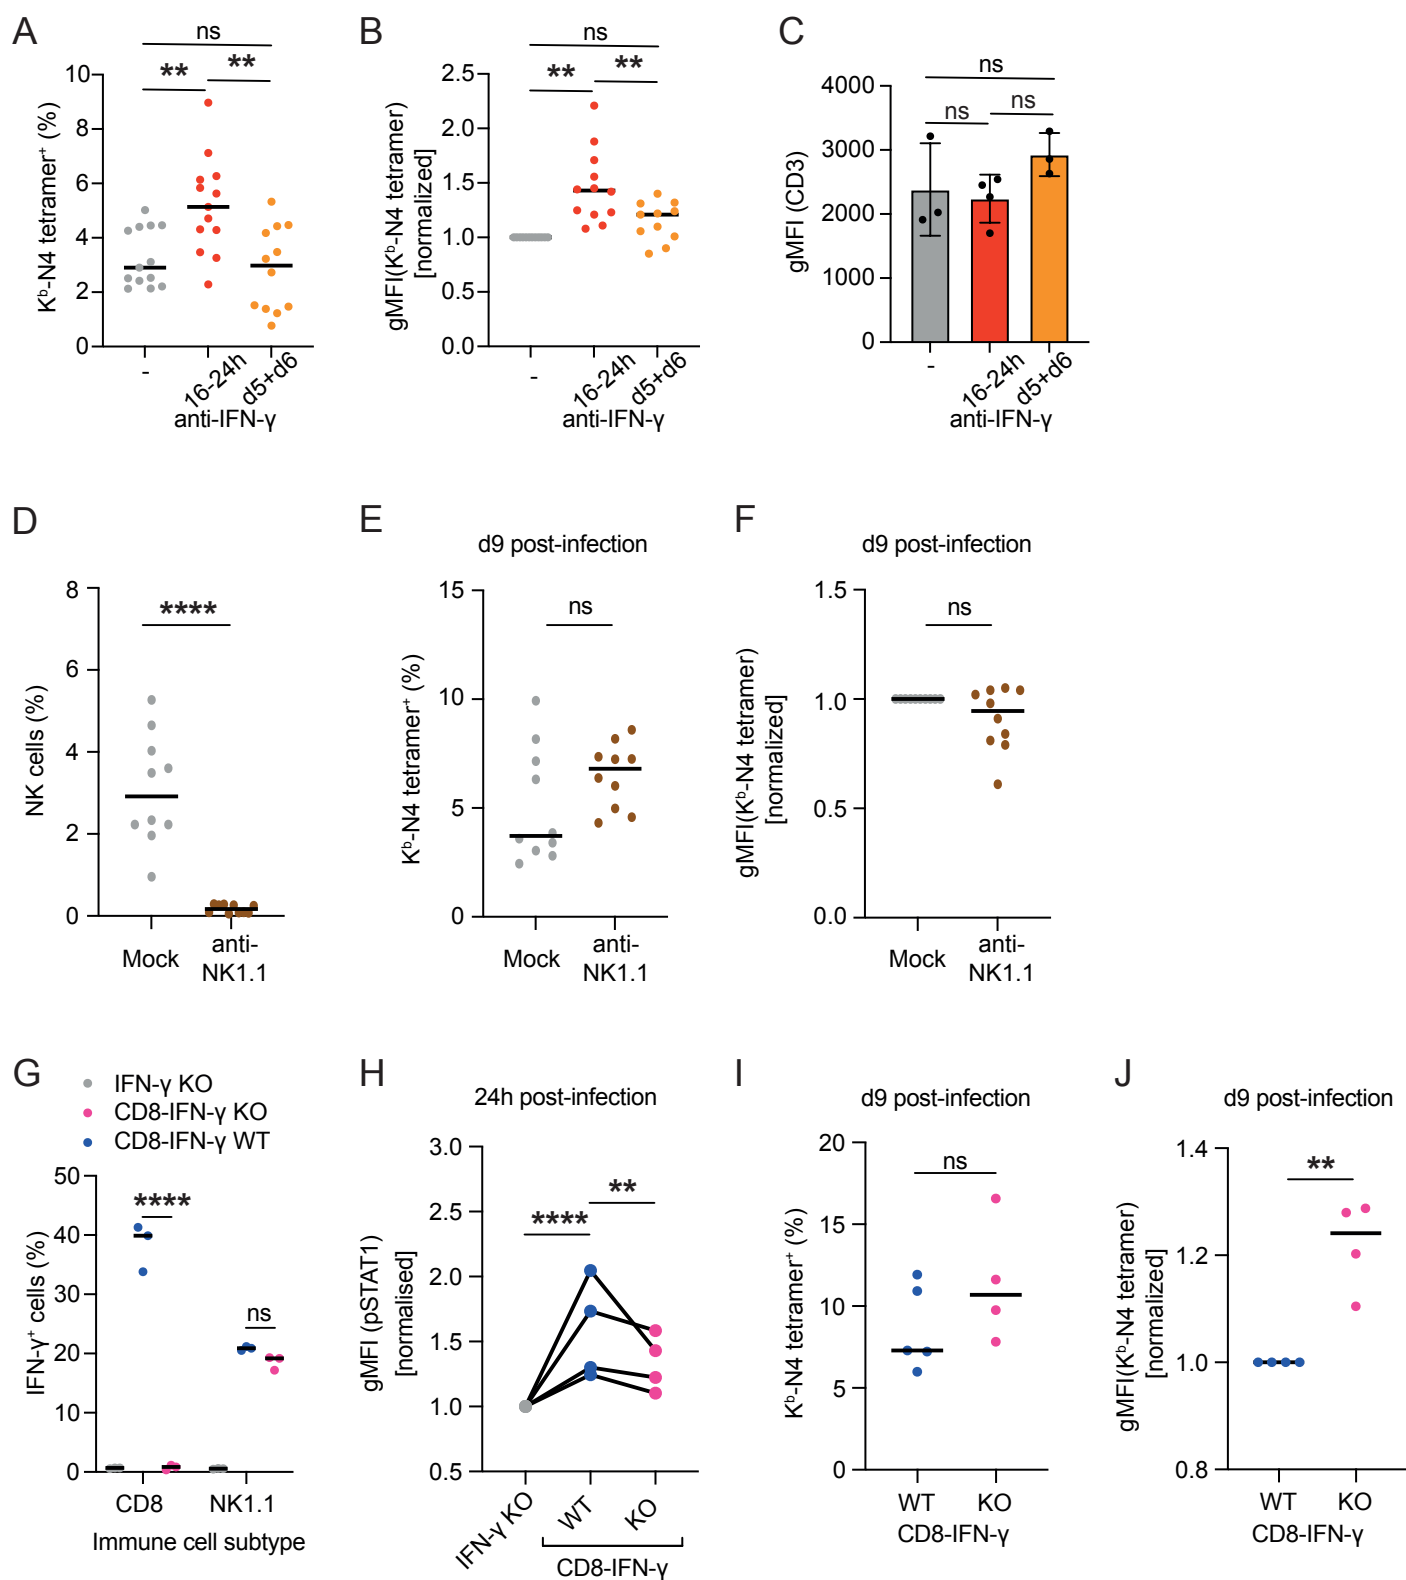 A
ns
**
**
10
8
6
4
2
0
Kᵇ-N4 tetramer⁺ (%)
-
16-24h
d5+d6
anti-IFN-γ
B
ns
**
**
2.5
2.0
1.5
1.0
0.5
0.0
gMFI(Kᵇ-N4 tetramer)
[normalized]
-
16-24h
d5+d6
anti-IFN-γ
C
ns
ns
ns
4000
3000
2000
1000
0
gMFI (CD3)
-
16-24h
d5+d6
anti-IFN-γ
D
8
6
4
2
0
****
NK cells (%)
Mock
anti-
NK1.1
E
d9 post-infection
15
10
5
0
ns
Kᵇ-N4 tetramer⁺ (%)
Mock
anti-
NK1.1
F
d9 post-infection
1.5
1.0
0.5
0.0
ns
gMFI(Kᵇ-N4 tetramer)
[normalized]
Mock
anti-
NK1.1
G
IFN-γ KO
CD8-IFN-γ KO
CD8-IFN-γ WT
50
40
30
20
10
0
****
ns
IFN-γ⁺ cells (%)
CD8
NK1.1
Immune cell subtype
H
24h post-infection
3.0
2.5
2.0
1.5
1.0
0.5
****
**
gMFI (pSTAT1)
[normalised]
IFN-γ KO
WT
KO
CD8-IFN-γ
I
d9 post-infection
20
15
10
5
0
ns
Kᵇ-N4 tetramer⁺ (%)
WT
KO
CD8-IFN-γ
J
d9 post-infection
1.4
1.2
1.0
0.8
**
gMFI(Kᵇ-N4 tetramer)
[normalized]
WT
KO
CD8-IFN-γ